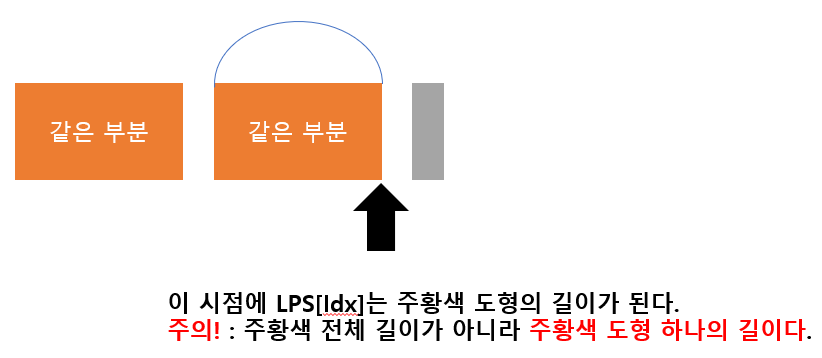 같은 부분
같은 부분
이 시점에 LPS[Idx]는 주황색 도형의 길이가 된다.
주의! : 주황색 전체 길이가 아니라 주황색 도형 하나의 길이다.